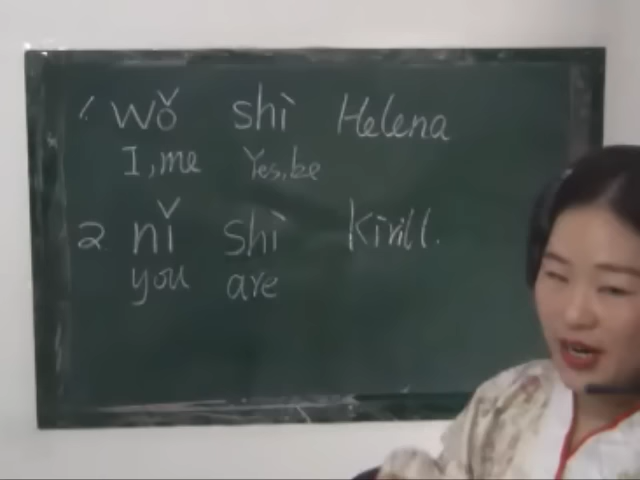 1 wǒ shì Helena
I, me Yes, be
2 nǐ shì Kirill.
you are